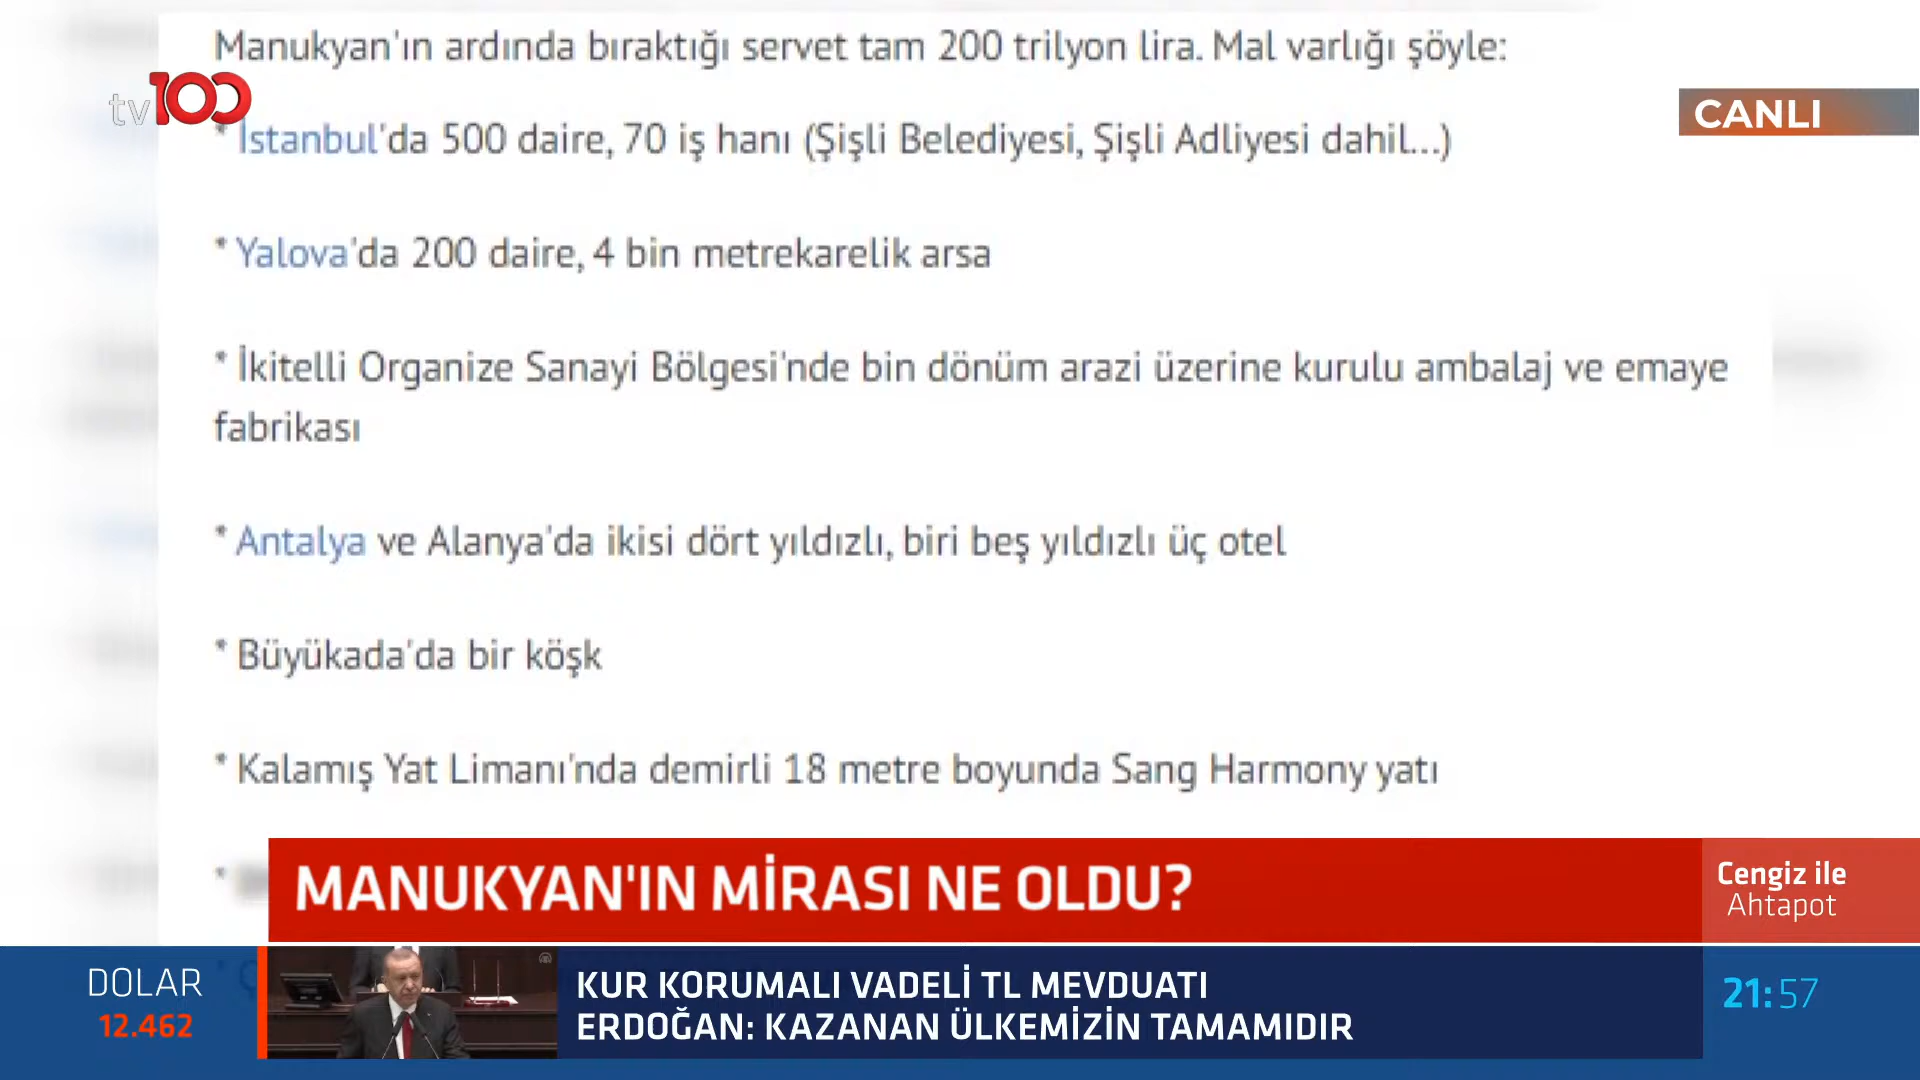 Manukyan'ın ardında bıraktığı servet tam 200 trilyon lira. Mal varlığı şöyle:
tv100
CANLI
* İstanbul'da 500 daire, 70 iş hanı (Şişli Belediyesi, Şişli Adliyesi dahil...)
* Yalova'da 200 daire, 4 bin metrekarelik arsa
* İkitelli Organize Sanayi Bölgesi'nde bin dönüm arazi üzerine kurulu ambalaj ve emaye
fabrikası
* Antalya ve Alanya'da ikisi dört yıldızlı, biri beş yıldızlı üç otel
* Büyükada'da bir köşk
* Kalamış Yat Limanı'nda demirli 18 metre boyunda Sang Harmony yatı
*
MANUKYAN'IN MİRASI NE OLDU?
Cengiz ile
Ahtapot
DOLAR
12.462
KUR KORUMALI VADELİ TL MEVDUATI
ERDOĞAN: KAZANAN ÜLKEMİZİN TAMAMIDIR
21:57